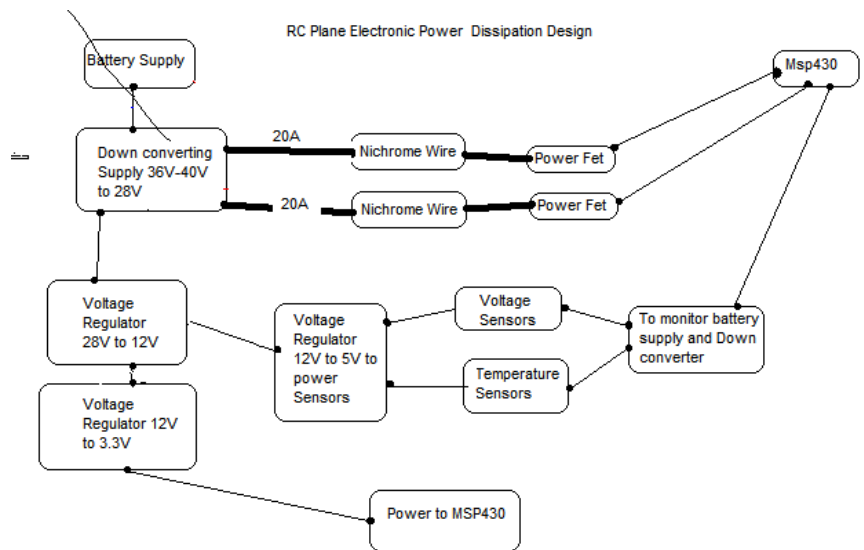 RC Plane Electronic Power Dissipation Design
Battery Supply
Msp430
20A
Down converting
Supply 36V-40V
to 28V
Nichrome Wire
Power Fet
20A
Nichrome Wire
Power Fet
Voltage
Regulator
28V to 12V
Voltage
Regulator
12V to 5V to
power
Sensors
Voltage
Sensors
To monitor battery
supply and Down
converter
Temperature
Sensors
Voltage
Regulator 12V
to 3.3V
Power to MSP430